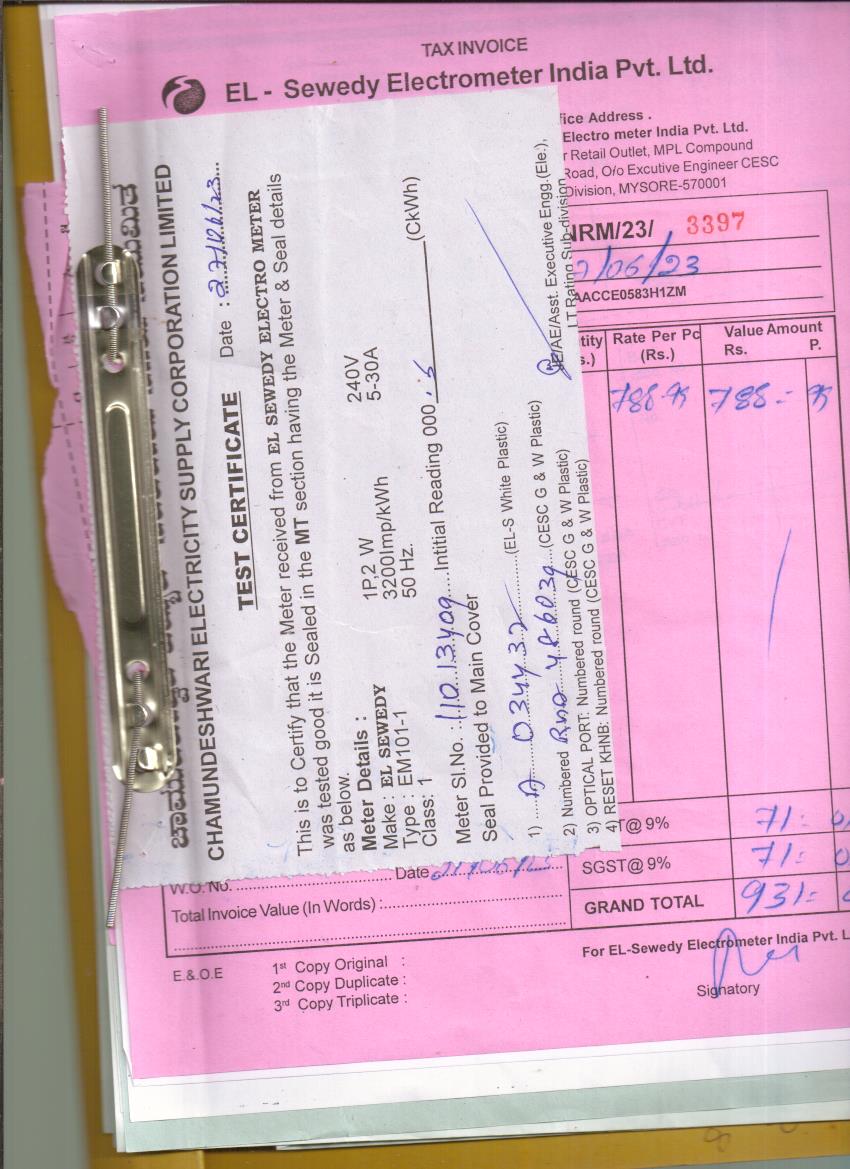 TAX INVOICE
EL - Sewedy Electrometer India Pvt. Ltd.
fice Address .
Electro meter India Pvt. Ltd.
r Retail Outlet, MPL Compound
Road, O/o Excutive Engineer CESC
Division, MYSORE-570001
NRM/23/ 3397
/06/23
AACCE0583H1ZM
Rate Per Pc (Rs.)
Value Amount
Rs. P.
788-99 788= 99
T@ 9% 71=
SGST@ 9% 71=
GRAND TOTAL 931=
W.O. No. Date
Total Invoice Value (In Words) :
For EL-Sewedy Electrometer India Pvt. L
Signatory
E.&.O.E
1st Copy Original :
2nd Copy Duplicate :
3rd Copy Triplicate :
CHAMUNDESHWARI ELECTRICITY SUPPLY CORPORATION LIMITED
TEST CERTIFICATE
Date : 27/06/23
This is to Certify that the Meter received from EL SEWEDY ELECTRO METER
was tested good it is Sealed in the MT section having the Meter & Seal details
as below.
Meter Details : 1P,2 W 240V
Make : EL SEWEDY 3200Imp/kWh 5-30A
Type : EM101-1 50 Hz.
Class: 1
Meter Sl.No. : 11013409 Intitial Reading 000.5 (CkWh)
Seal Provided to Main Cover
1) A 034432 (EL-S White Plastic)
2) Numbered (CESC G & W Plastic)
3) OPTICAL PORT: Numbered round (CESC G & W Plastic)
4) RESET KHNB: Numbered round (CESC G & W Plastic)
JE/AE/Asst. Executive Engg.(Ele.),
LT Rating Sub-division